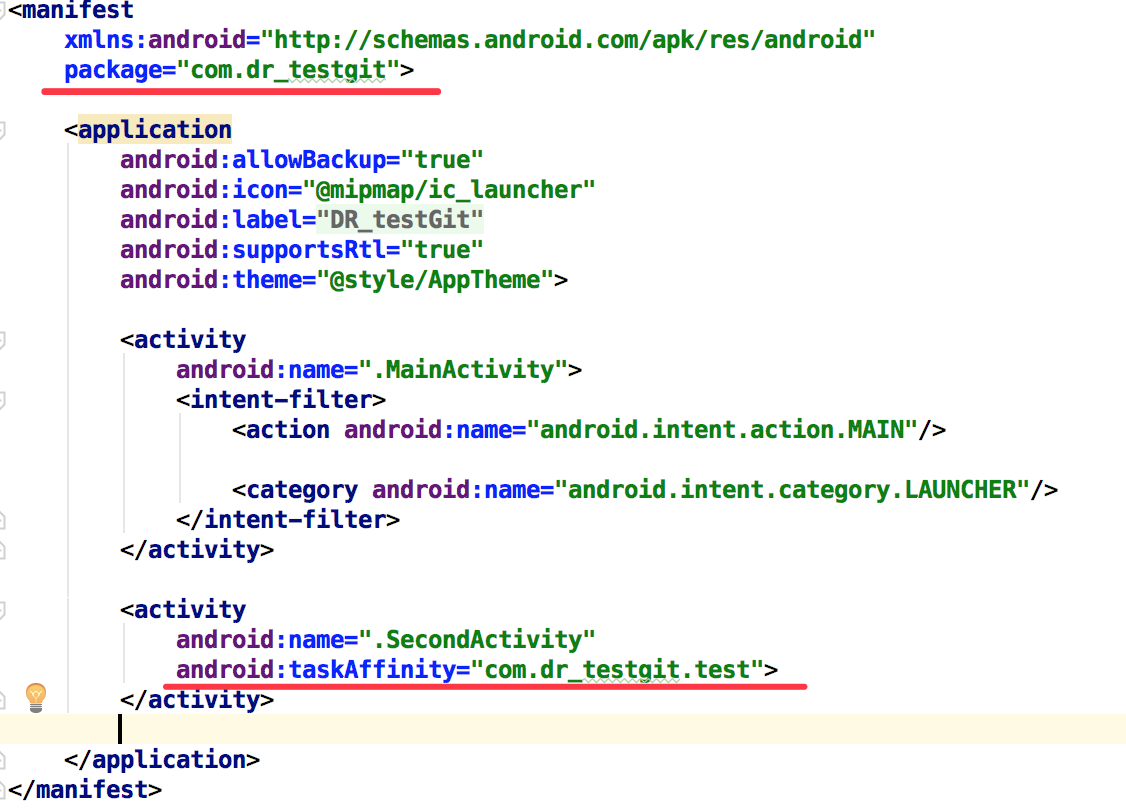 <manifest
    xmlns:android="http://schemas.android.com/apk/res/android"
    package="com.dr_testgit">
    <application
        android:allowBackup="true"
        android:icon="@mipmap/ic_launcher"
        android:label="DR_testGit"
        android:supportsRtl="true"
        android:theme="@style/AppTheme">
        <activity
            android:name=".MainActivity">
            <intent-filter>
                <action android:name="android.intent.action.MAIN"/>
                <category android:name="android.intent.category.LAUNCHER"/>
            </intent-filter>
        </activity>
        <activity
            android:name=".SecondActivity"
            android:taskAffinity="com.dr_testgit.test">
        </activity>
    </application>
</manifest>